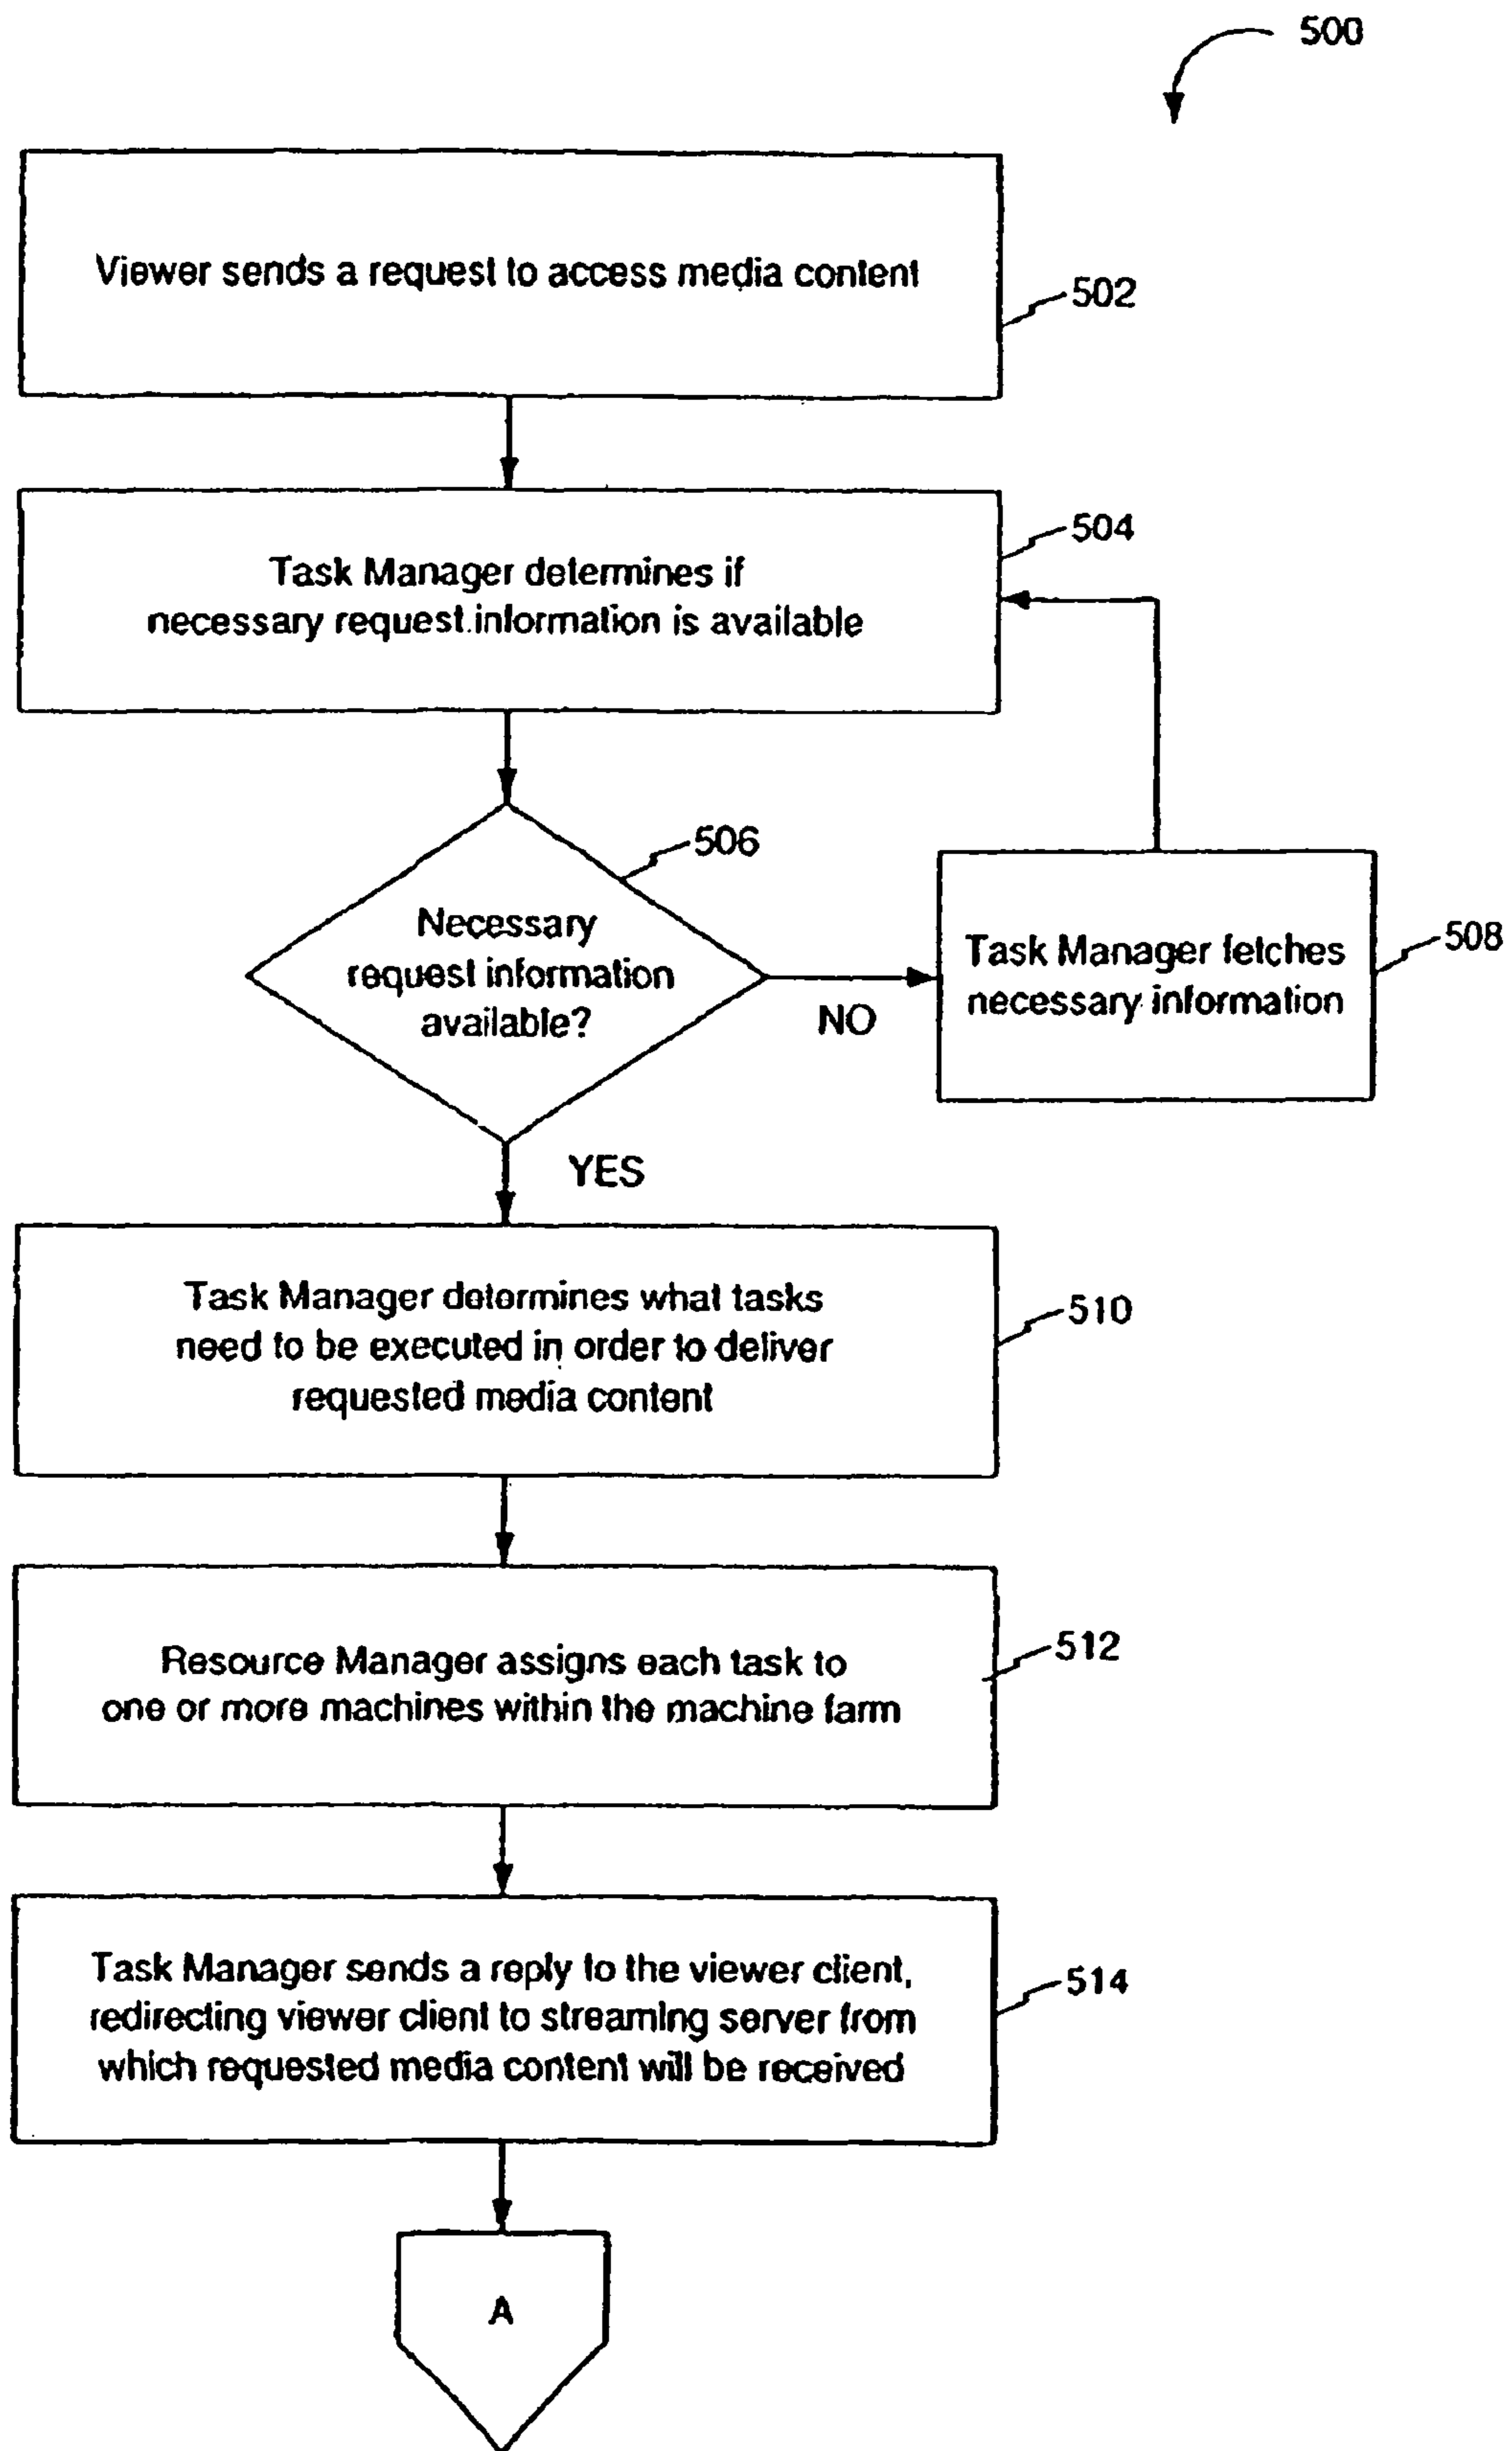 500
Viewer sends a request to access media content
502
504
Task Manager determines if
necessary request information is available
506
Necessary
request information
available?
NO
Task Manager fetches
necessary information
508
YES
Task Manager determines what tasks
need to be executed in order to deliver
requested media content
510
Resource Manager assigns each task to
one or more machines within the machine farm
512
Task Manager sends a reply to the viewer client,
redirecting viewer client to streaming server from
which requested media content will be received
514
A